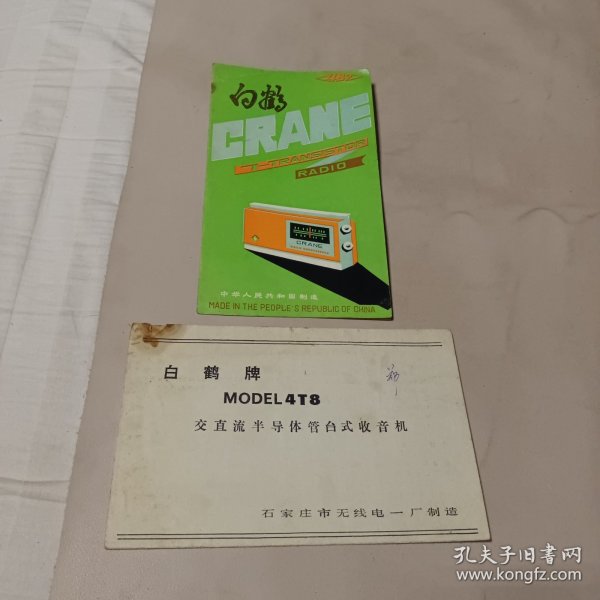 482
白鹤
CRANE
7-TRANSISTOR
RADIO
CRANE
中华人民共和国制造
MADE IN THE PEOPLE'S REPUBLIC OF CHINA
白鹤牌
MODEL 4T8
交直流半导体管台式收音机
石家庄市无线电一厂制造
孔夫子旧书网
www.kongfz.com